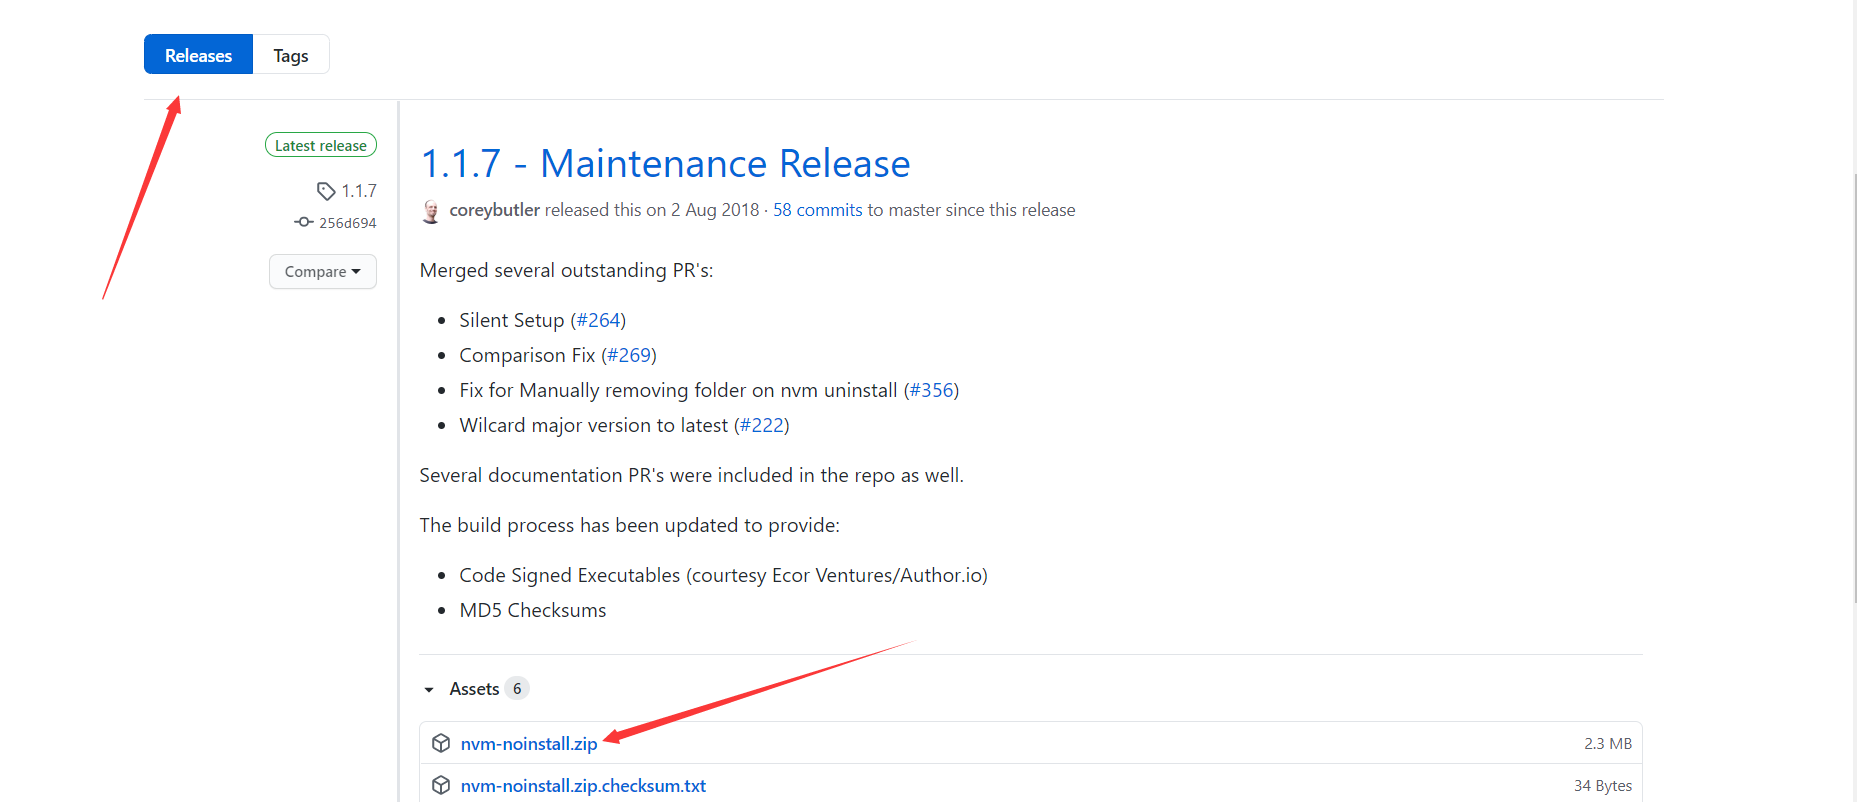 Releases Tags
Latest release
1.1.7
256d694
Compare
1.1.7 - Maintenance Release
coreybutler released this on 2 Aug 2018 · 58 commits to master since this release
Merged several outstanding PR's:
• Silent Setup (#264)
• Comparison Fix (#269)
• Fix for Manually removing folder on nvm uninstall (#356)
• Wilcard major version to latest (#222)
Several documentation PR's were included in the repo as well.
The build process has been updated to provide:
• Code Signed Executables (courtesy Ecor Ventures/Author.io)
• MD5 Checksums
Assets 6
nvm-noinstall.zip 2.3 MB
nvm-noinstall.zip.checksum.txt 34 Bytes